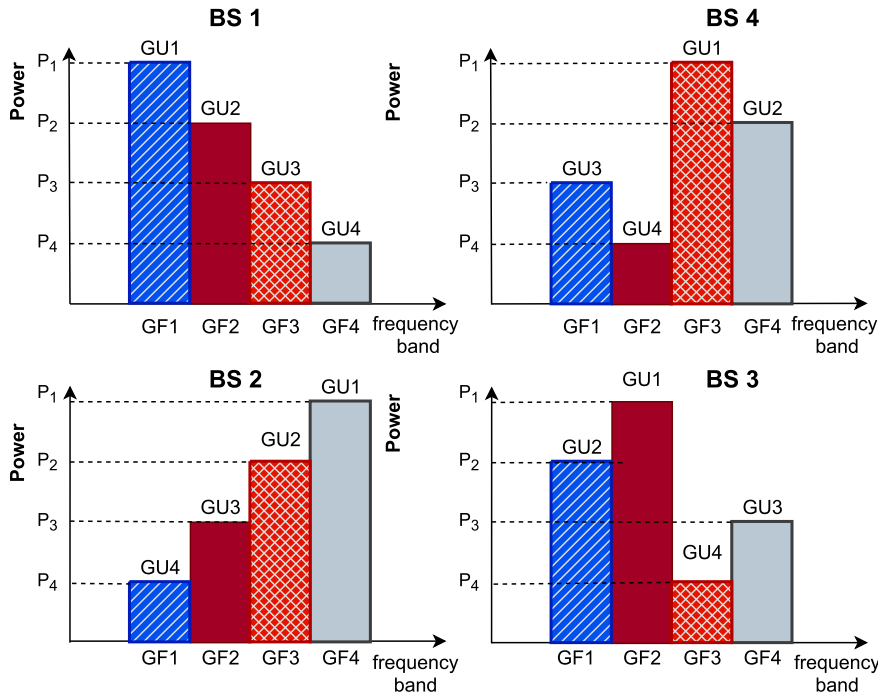 BS 1
Power
P1
P2
P3
P4
GU1
GU2
GU3
GU4
GF1 GF2 GF3 GF4 frequency
band
BS 4
Power
P1
P2
P3
P4
GU3
GU4
GU1
GU2
GF1 GF2 GF3 GF4 frequency
band
BS 2
Power
P1
P2
P3
P4
GU4
GU3
GU2
GU1
GF1 GF2 GF3 GF4 frequency
band
BS 3
Power
P1
P2
P3
P4
GU2
GU1
GU4
GU3
GF1 GF2 GF3 GF4 frequency
band